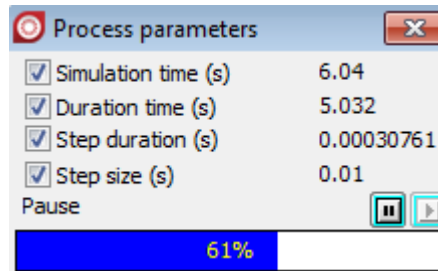 Process parameters
Simulation time (s) 6.04
Duration time (s) 5.032
Step duration (s) 0.00030761
Step size (s) 0.01
Pause
61%